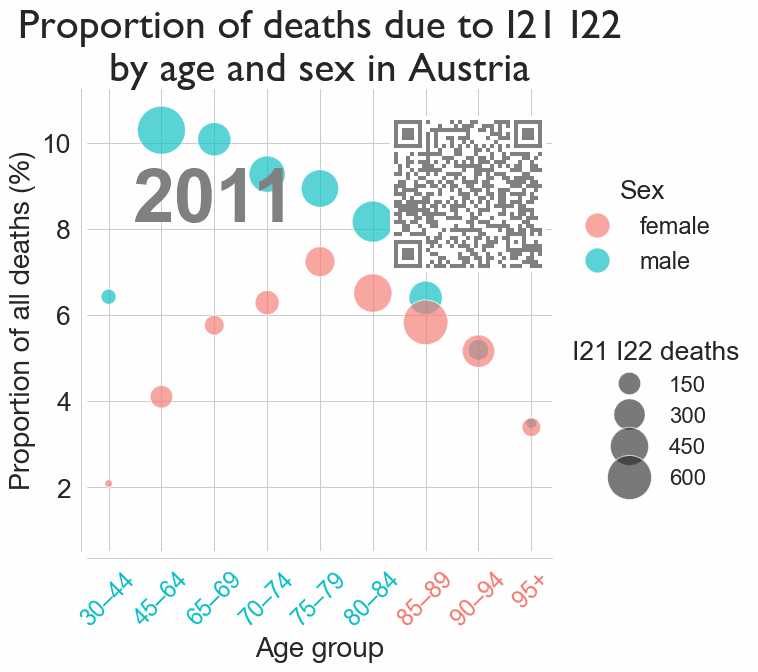 Proportion of deaths due to I21 I22
by age and sex in Austria
Proportion of all deaths (%)
10
8
6
4
2
2011
30–44
45–64
65–69
70–74
75–79
80–84
85–89
90–94
95+
Age group
Sex
female
male
I21 I22 deaths
150
300
450
600